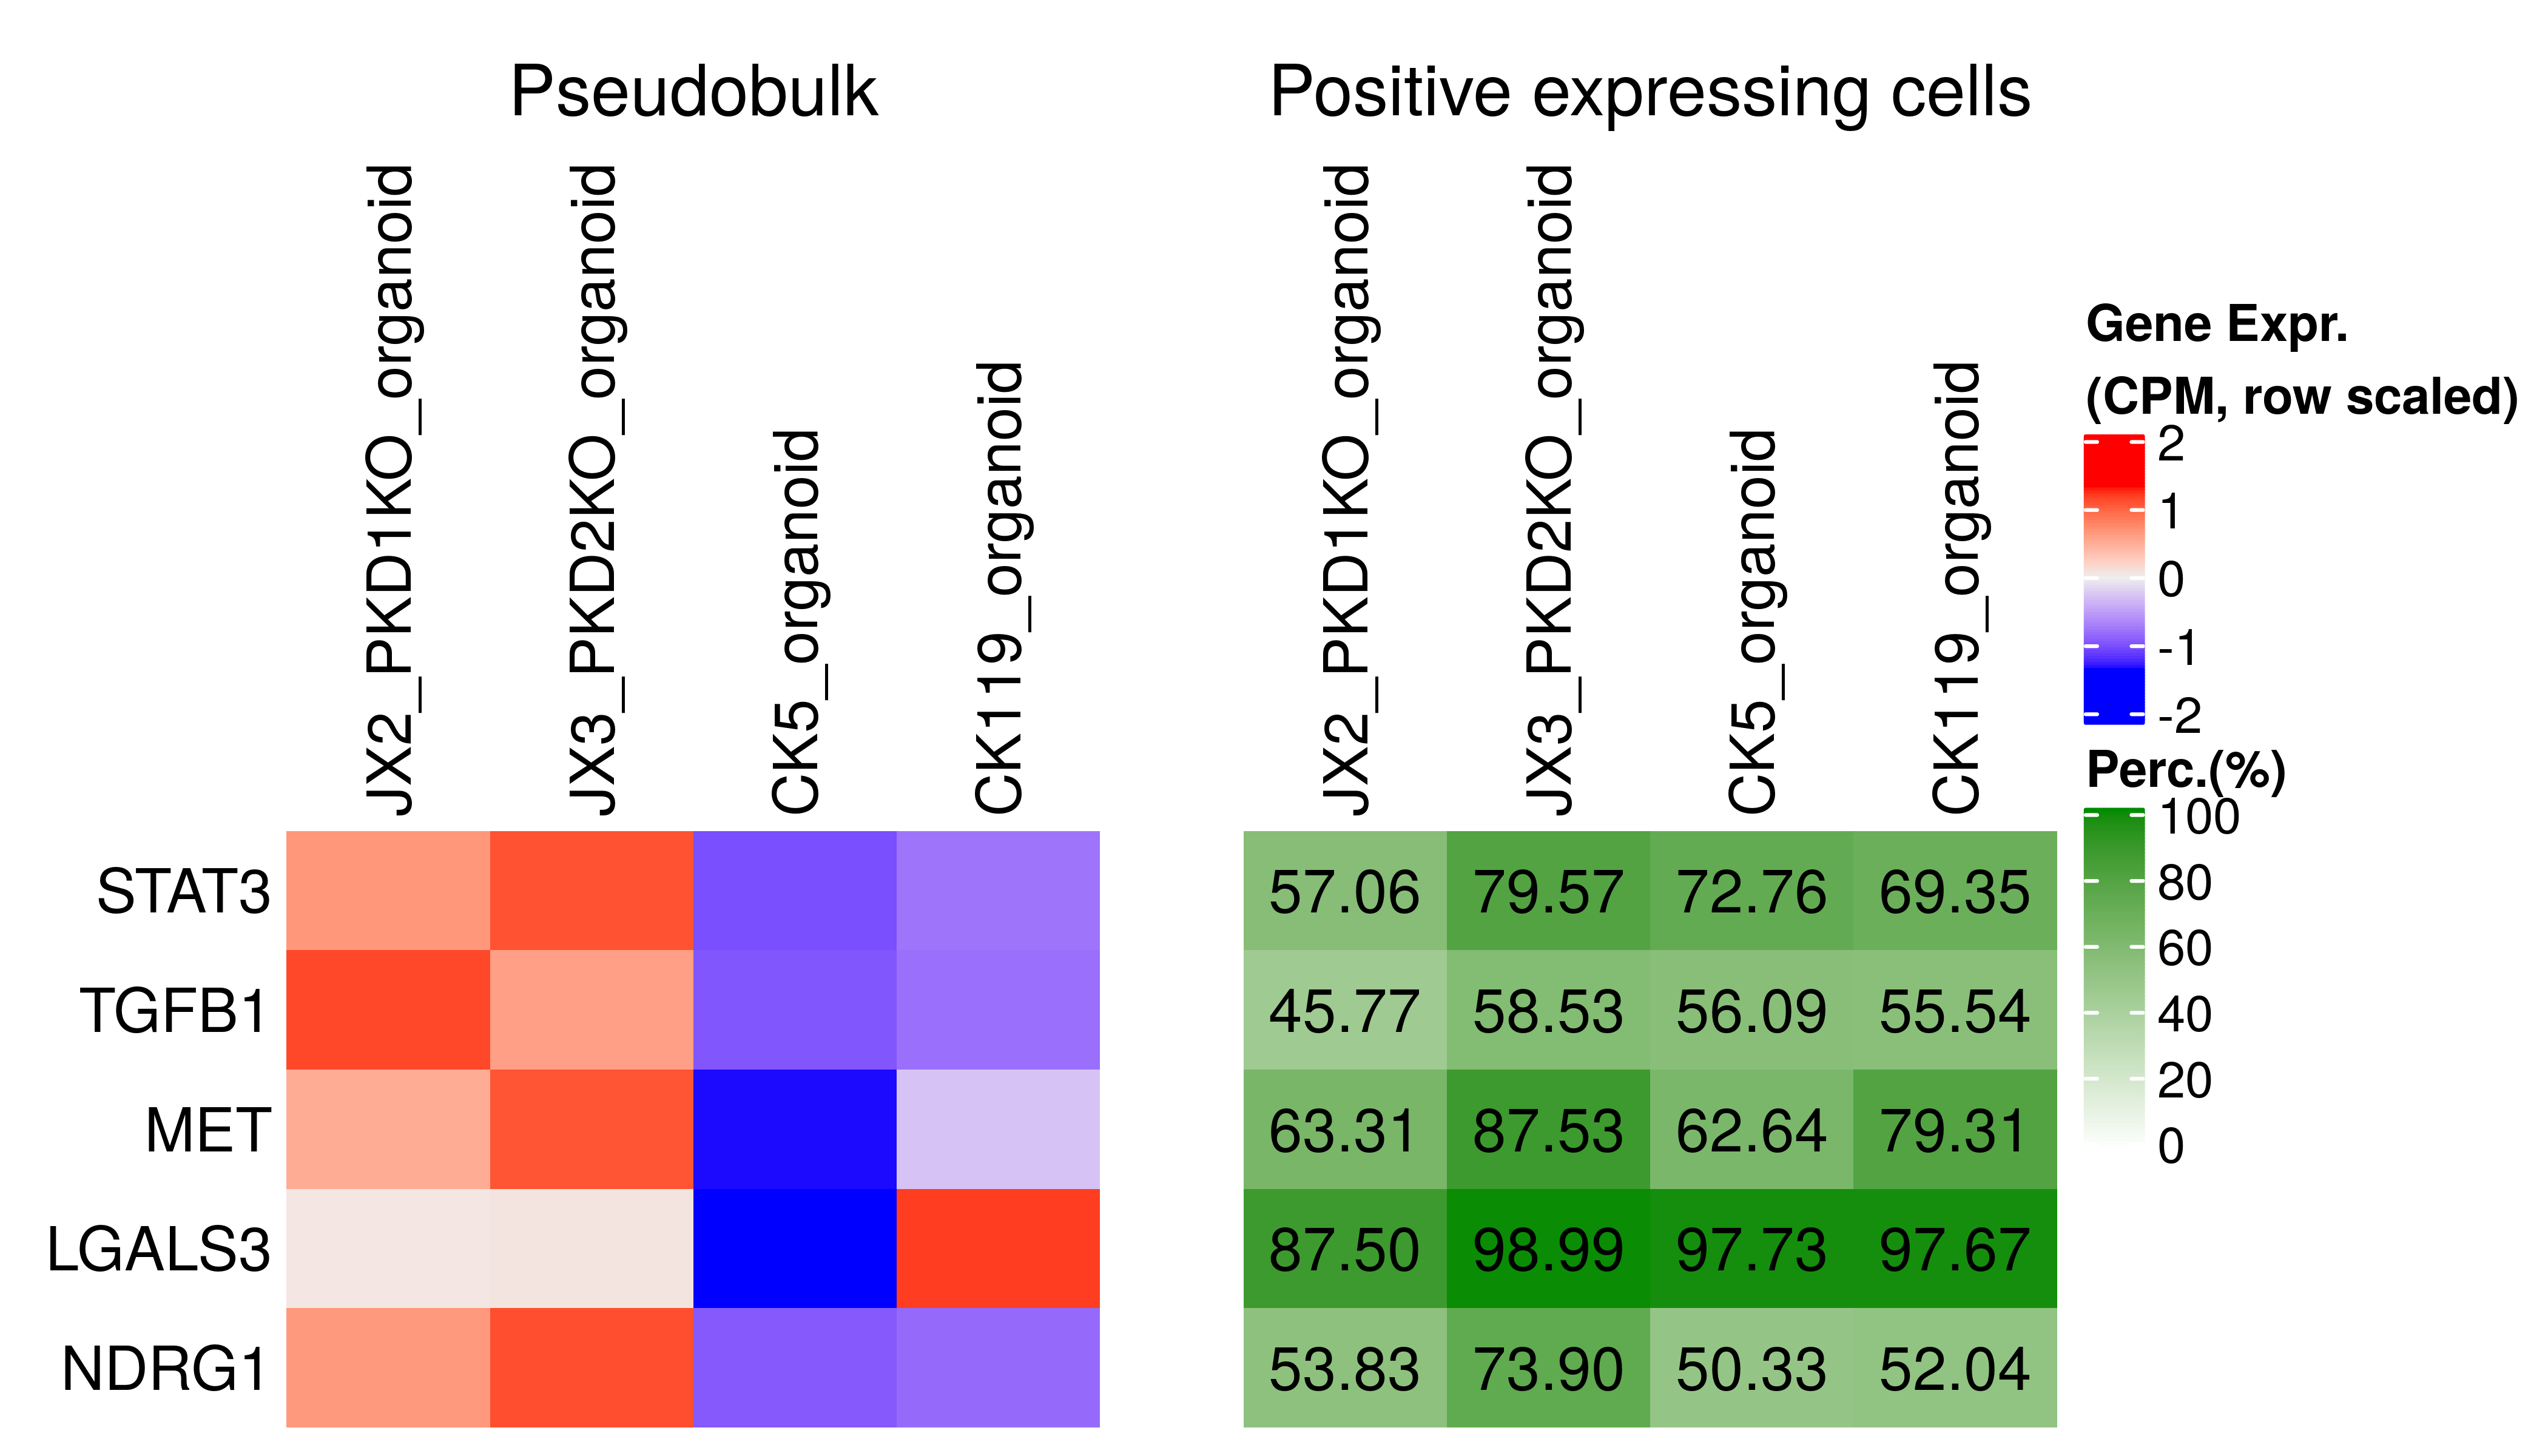 Pseudobulk
Positive expressing cells
JX2_PKD1KO_organoid
JX3_PKD2KO_organoid
CK5_organoid
CK119_organoid
JX2_PKD1KO_organoid
JX3_PKD2KO_organoid
CK5_organoid
CK119_organoid
STAT3
57.06 79.57 72.76 69.35
TGFB1
45.77 58.53 56.09 55.54
MET
63.31 87.53 62.64 79.31
LGALS3
87.50 98.99 97.73 97.67
NDRG1
53.83 73.90 50.33 52.04
Gene Expr.
(CPM, row scaled)
2
1
0
-1
-2
Perc.(%)
100
80
60
40
20
0